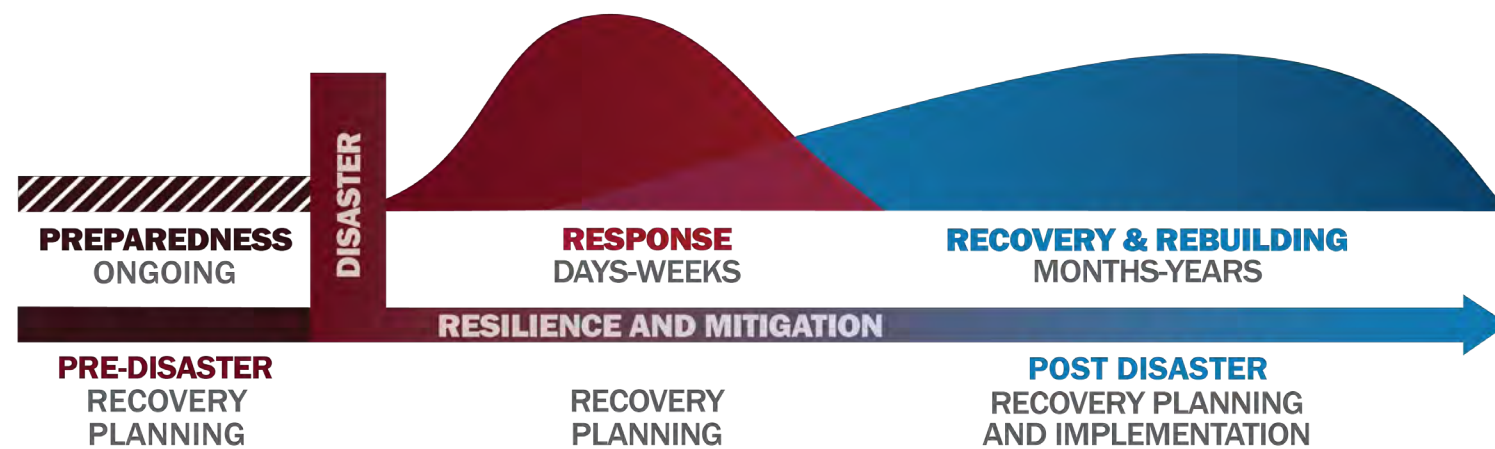 DISASTER
PREPAREDNESS
ONGOING
RESPONSE
DAYS-WEEKS
RECOVERY & REBUILDING
MONTHS-YEARS
RESILIENCE AND MITIGATION
PRE-DISASTER
RECOVERY
PLANNING
RECOVERY
PLANNING
POST DISASTER
RECOVERY PLANNING
AND IMPLEMENTATION